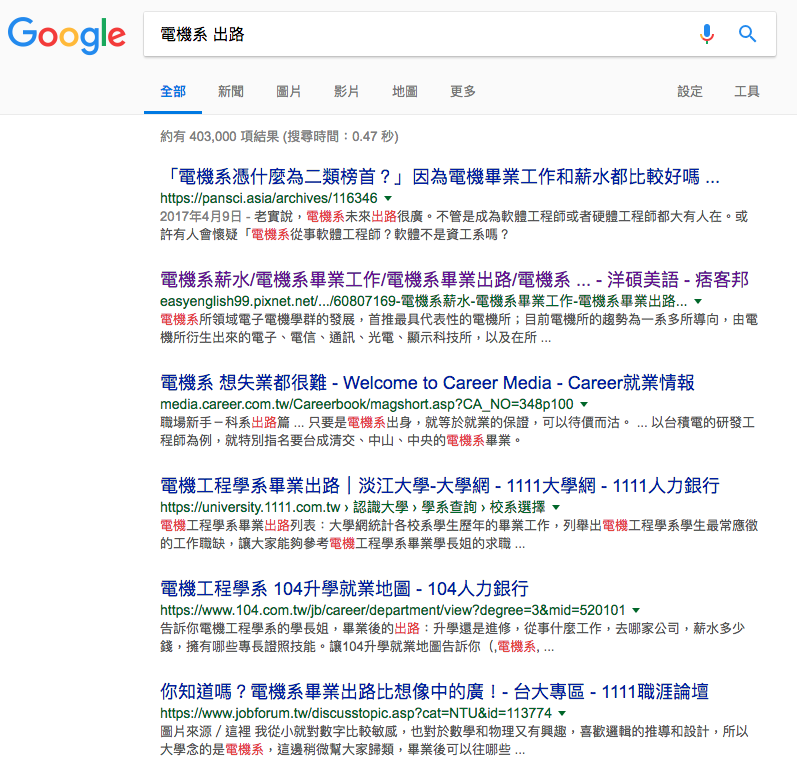 Google
電機系 出路
全部 新聞 圖片 影片 地圖 更多 設定 工具
約有 403,000 項結果 (搜尋時間：0.47 秒)
「電機系憑什麼為二類榜首？」因為電機畢業工作和薪水都比較好嗎 ...
https://pansci.asia/archives/116346
2017年4月9日 - 老實說，電機系未來出路很廣。不管是成為軟體工程師或者硬體工程師都大有人在。或
許有人會懷疑「電機系從事軟體工程師？軟體不是資工系嗎？
電機系薪水/電機系畢業工作/電機系畢業出路/電機系 ... - 洋碩美語 - 痞客邦
easyenglish99.pixnet.net/.../60807169-電機系薪水-電機系畢業工作-電機系畢業出路...
電機系所領域電子電機學群的發展，首推最具代表性的電機所；目前電機所的趨勢為一系多所導向，由電
機所衍生出來的電子、電信、通訊、光電、顯示科技所，以及在所 ...
電機系 想失業都很難 - Welcome to Career Media - Career就業情報
media.career.com.tw/Careerbook/magshort.asp?CA_NO=348p100
職場新手－科系出路篇 ... 只要是電機系出身，就等於就業的保證，可以待價而沽。 ... 以台積電的研發工
程師為例，就特別指名要台成清交、中山、中央的電機系畢業。
電機工程學系畢業出路｜淡江大學-大學網 - 1111大學網 - 1111人力銀行
https://university.1111.com.tw › 認識大學 › 學系查詢 › 校系選擇
電機工程學系畢業出路列表：大學網統計各校系學生歷年的畢業工作，列舉出電機工程學系學生最常應徵
的工作職缺，讓大家能夠參考電機工程學系畢業學長姐的求職 ...
電機工程學系 104升學就業地圖 - 104人力銀行
https://www.104.com.tw/jb/career/department/view?degree=3&mid=520101
告訴你電機工程學系的學長姐，畢業後的出路：升學還是進修，從事什麼工作，去哪家公司，薪水多少
錢，擁有哪些專長證照技能。讓104升學就業地圖告訴你（,電機系, ...
你知道嗎？電機系畢業出路比想像中的廣！- 台大專區 - 1111職涯論壇
https://www.jobforum.tw/discusstopic.asp?cat=NTU&id=113774
圖片來源 / 這裡 我從小就對數字比較敏感，也對於數學和物理又有興趣，喜歡邏輯的推導和設計，所以
大學念的是電機系，這邊稍微幫大家歸類，畢業後可以往哪些 ...